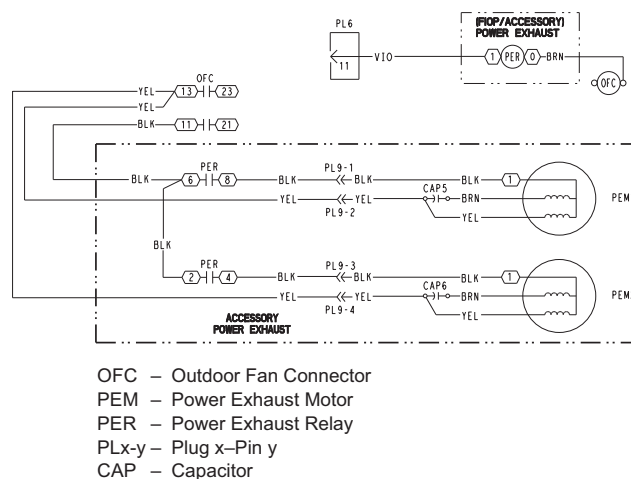 PL6
(FIOP/ACCESSORY)
POWER EXHAUST
11
VIO
1 PER 0
BRN
OFC
OFC
YEL 13 23
YEL
BLK 11 21
PER
BLK 6 8 BLK
PL9-1
BLK
BLK 1
YEL
PL9-2
YEL
CAP5
BRN
YEL
PEM
BLK
PER
2 4 BLK
PL9-3
BLK
BLK 1
YEL
PL9-4
YEL
CAP6
BRN
YEL
PEM
ACCESSORY
POWER EXHAUST
OFC – Outdoor Fan Connector
PEM – Power Exhaust Motor
PER – Power Exhaust Relay
PLx-y – Plug x–Pin y
CAP – Capacitor